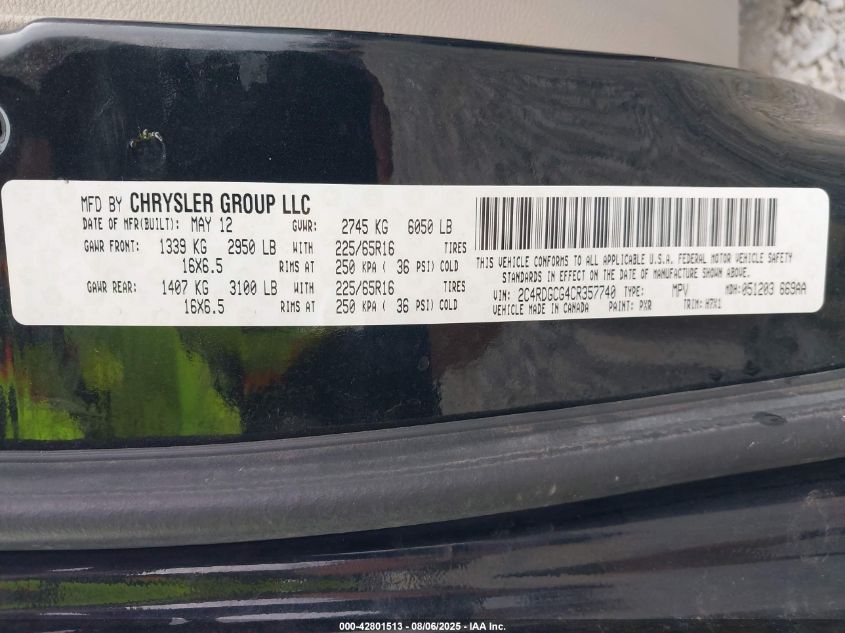 MFD BY CHRYSLER GROUP LLC
DATE OF MFR(BUILT): MAY 12 GVWR: 2745 KG 6050 LB
GAWR FRONT: 1339 KG 2950 LB WITH 225/65R16 TIRES
16X6.5 RIMS AT 250 KPA ( 36 PSI) COLD
GAWR REAR: 1407 KG 3100 LB WITH 225/65R16 TIRES
16X6.5 RIMS AT 250 KPA ( 36 PSI) COLD
THIS VEHICLE CONFORMS TO ALL APPLICABLE U.S.A. FEDERAL MOTOR VEHICLE SAFETY
STANDARDS IN EFFECT ON THE DATE OF MANUFACTURE SHOWN ABOVE.
VIN: 2C4RDGCG4CR357740 TYPE: MPV MDH: 051203 669AA
VEHICLE MADE IN CANADA PAINT: PXR TRIM: H7X1
000-42801513 - 08/06/2025 - IAA Inc.